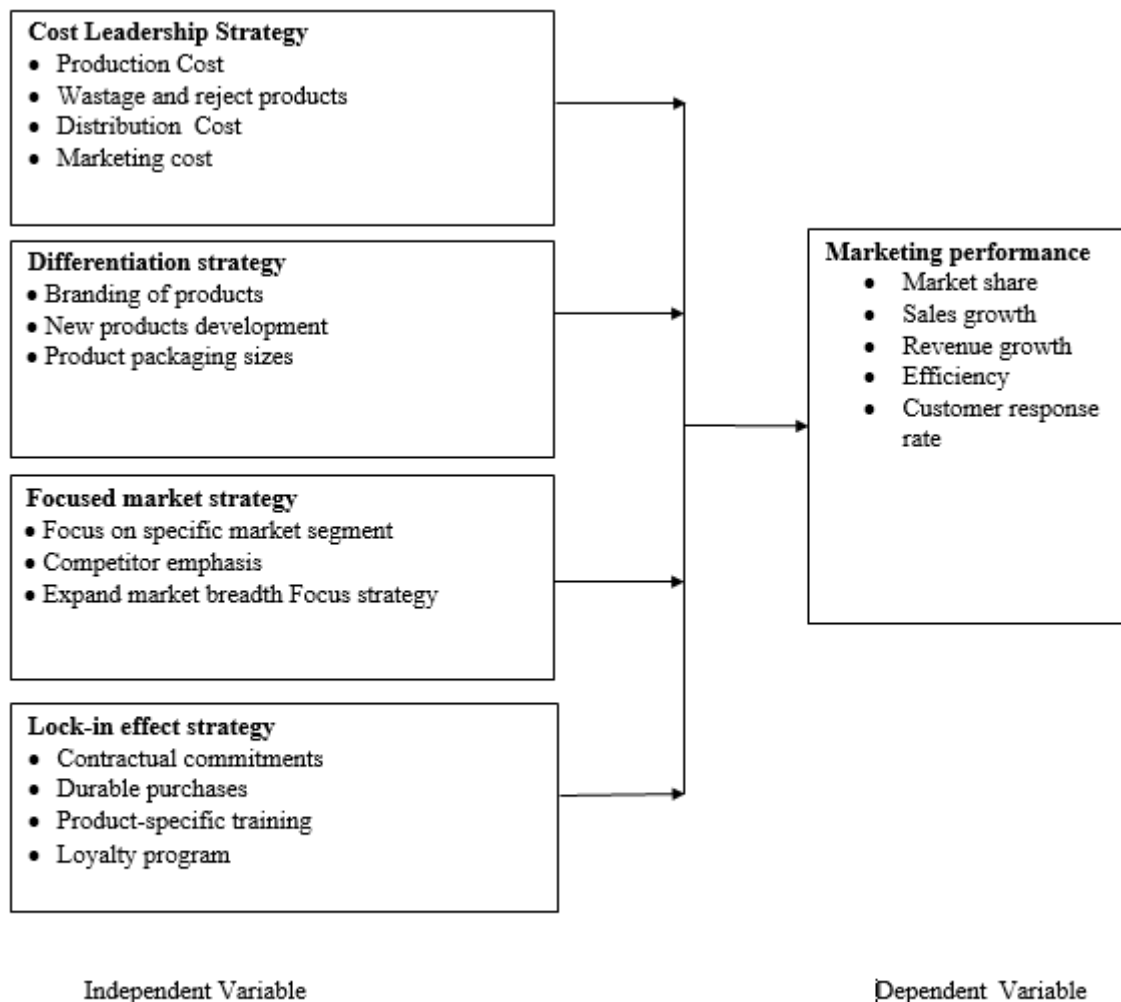 Cost Leadership Strategy
• Production Cost
• Wastage and reject products
• Distribution Cost
• Marketing cost
Differentiation strategy
• Branding of products
• New products development
• Product packaging sizes
Focused market strategy
• Focus on specific market segment
• Competitor emphasis
• Expand market breadth Focus strategy
Lock-in effect strategy
• Contractual commitments
• Durable purchases
• Product-specific training
• Loyalty program
Marketing performance
• Market share
• Sales growth
• Revenue growth
• Efficiency
• Customer response
rate
Independent Variable
Dependent Variable